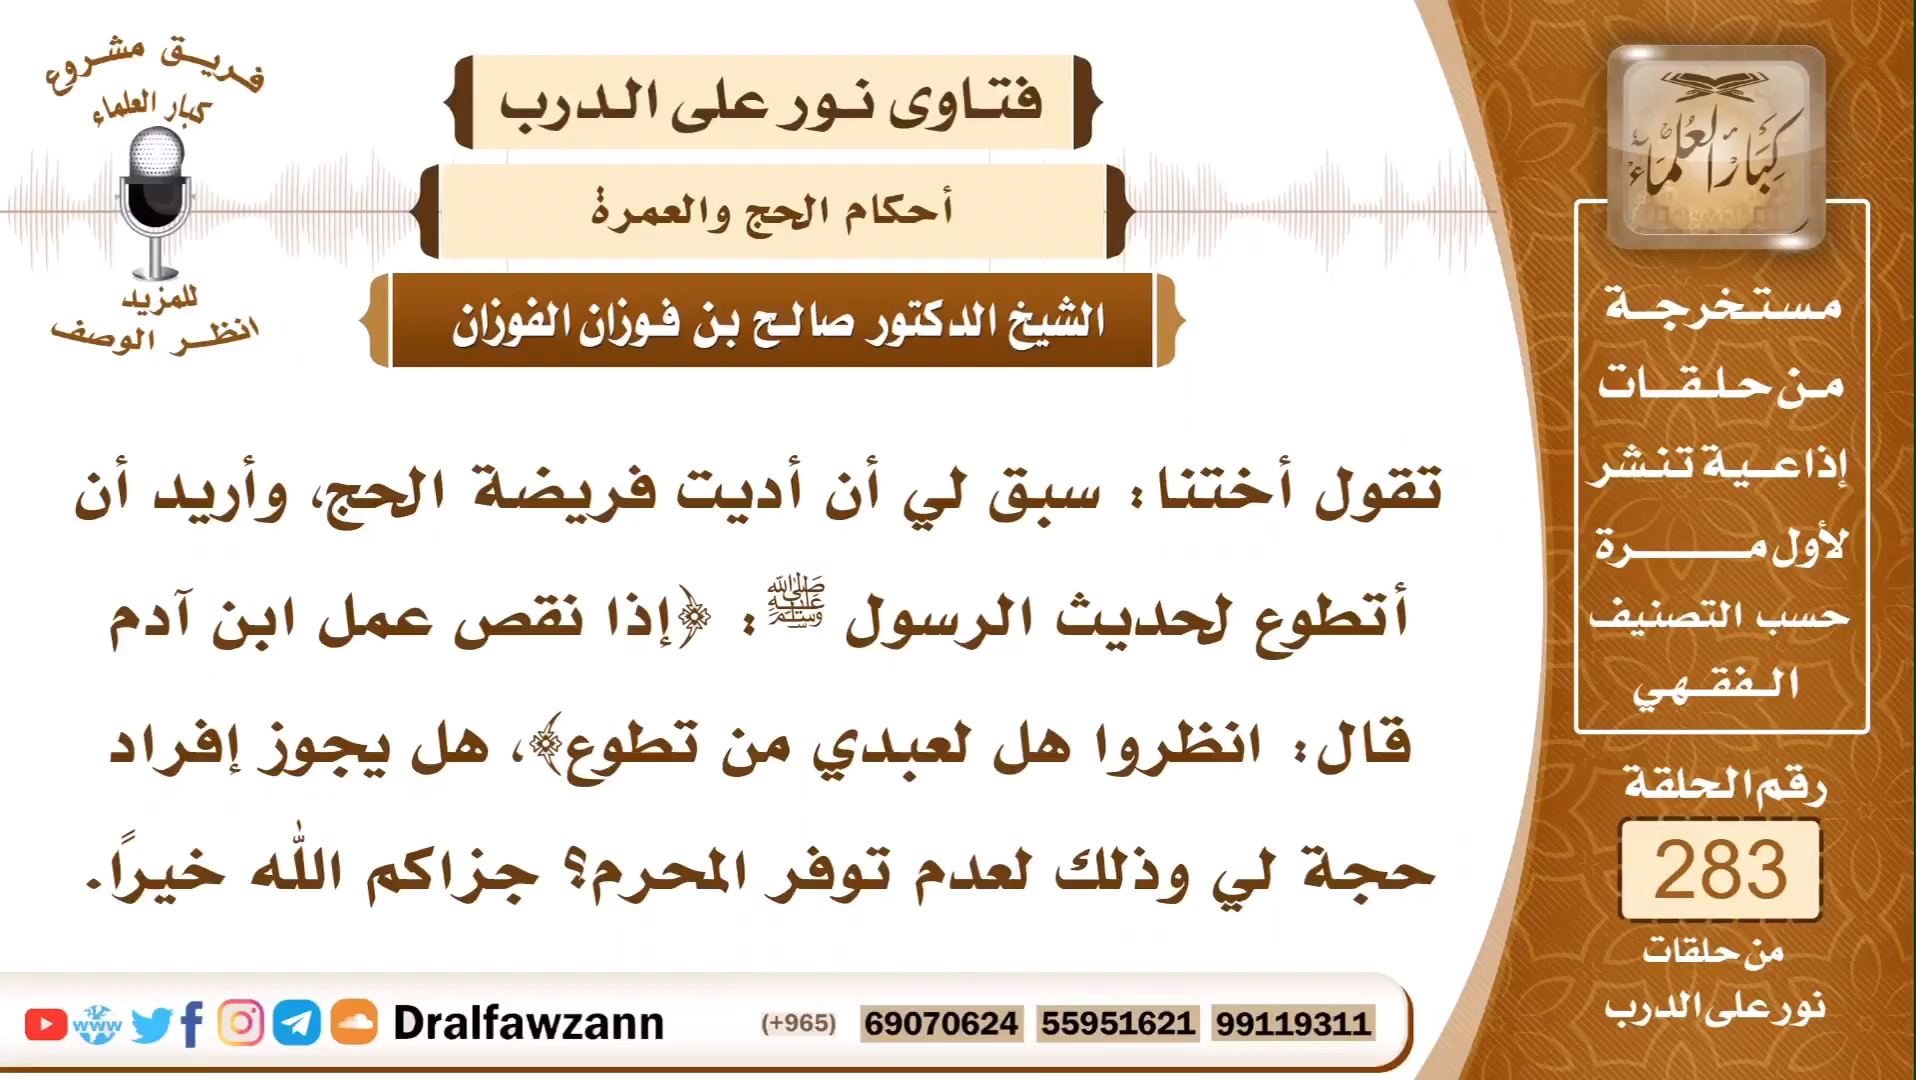 فريق مشروع
كبار العلماء
للمزيد
انظر الوصف
فتاوى نور على الدرب
أحكام الحج والعمرة
الشيخ الدكتور صالح بن فوزان الفوزان
تقول أختنا: سبق لي أن أديت فريضة الحج، وأريد أن
أتطوع لحديث الرسول ﷺ: ﴿إذا نقص عمل ابن آدم
قال: انظروا هل لعبدي من تطوع﴾، هل يجوز إفراد
حجة لي وذلك لعدم توفر المحرم؟ جزاكم الله خيراً.
كِبَارُ العُلَمَاء
مستخرجة
من حلقات
إذاعية تنشر
لأول مرة
حسب التصنيف
الفقهي
رقم الحلقة
283
من حلقات
نور على الدرب
www
Dralfawzann
(+965) 69070624 55951621 99119311